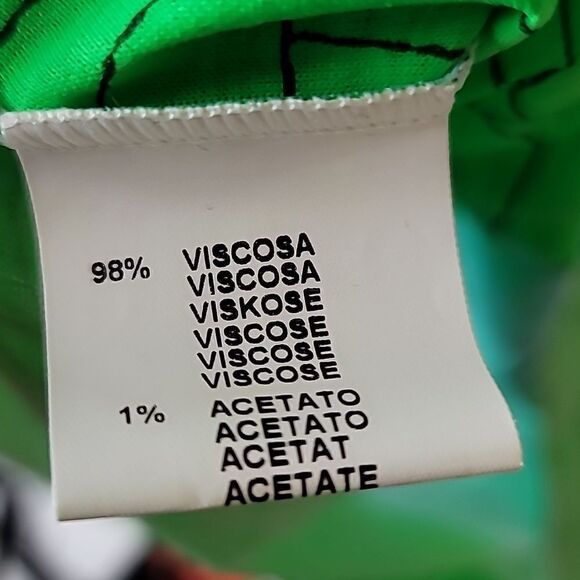 98% VISCOSA
VISCOSA
VISKOSE
VISCOSE
VISCOSE
VISCOSE
1% ACETATO
ACETATO
ACETAT
ACETATE